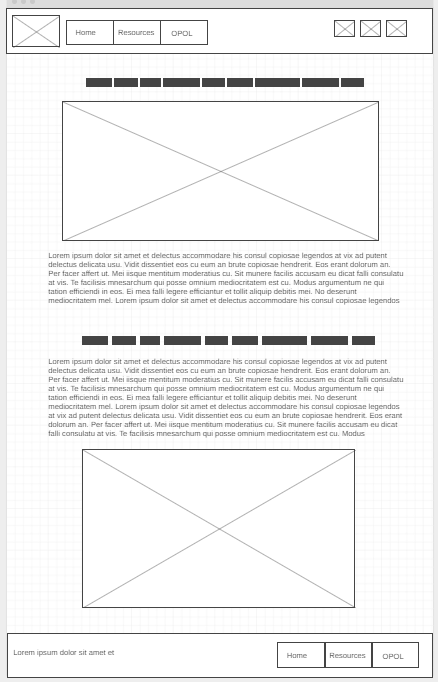 Home Resources OPOL
Lorem ipsum dolor sit amet et delectus accommodare his consul copiosae legendos at vix ad putent
delectus delicata usu. Vidit dissentiet eos cu eum an brute copiosae hendrerit. Eos erant dolorum an.
Per facer affert ut. Mei iisque mentitum moderatius cu. Sit munere facilis accusam eu dicat falli consulatu
at vis. Te facilisis mnesarchum qui posse omnium mediocritatem est cu. Modus argumentum ne qui
tation efficiendi in eos. Ei mea falli legere efficiantur et tollit aliquip debitis mei. No deserunt
mediocritatem mel. Lorem ipsum dolor sit amet et delectus accommodare his consul copiosae legendos
Lorem ipsum dolor sit amet et delectus accommodare his consul copiosae legendos at vix ad putent
delectus delicata usu. Vidit dissentiet eos cu eum an brute copiosae hendrerit. Eos erant dolorum an.
Per facer affert ut. Mei iisque mentitum moderatius cu. Sit munere facilis accusam eu dicat falli consulatu
at vis. Te facilisis mnesarchum qui posse omnium mediocritatem est cu. Modus argumentum ne qui
tation efficiendi in eos. Ei mea falli legere efficiantur et tollit aliquip debitis mei. No deserunt
mediocritatem mel. Lorem ipsum dolor sit amet et delectus accommodare his consul copiosae legendos
at vix ad putent delectus delicata usu. Vidit dissentiet eos cu eum an brute copiosae hendrerit. Eos erant
dolorum an. Per facer affert ut. Mei iisque mentitum moderatius cu. Sit munere facilis accusam eu dicat
falli consulatu at vis. Te facilisis mnesarchum qui posse omnium mediocritatem est cu. Modus
Lorem ipsum dolor sit amet et
Home Resources OPOL